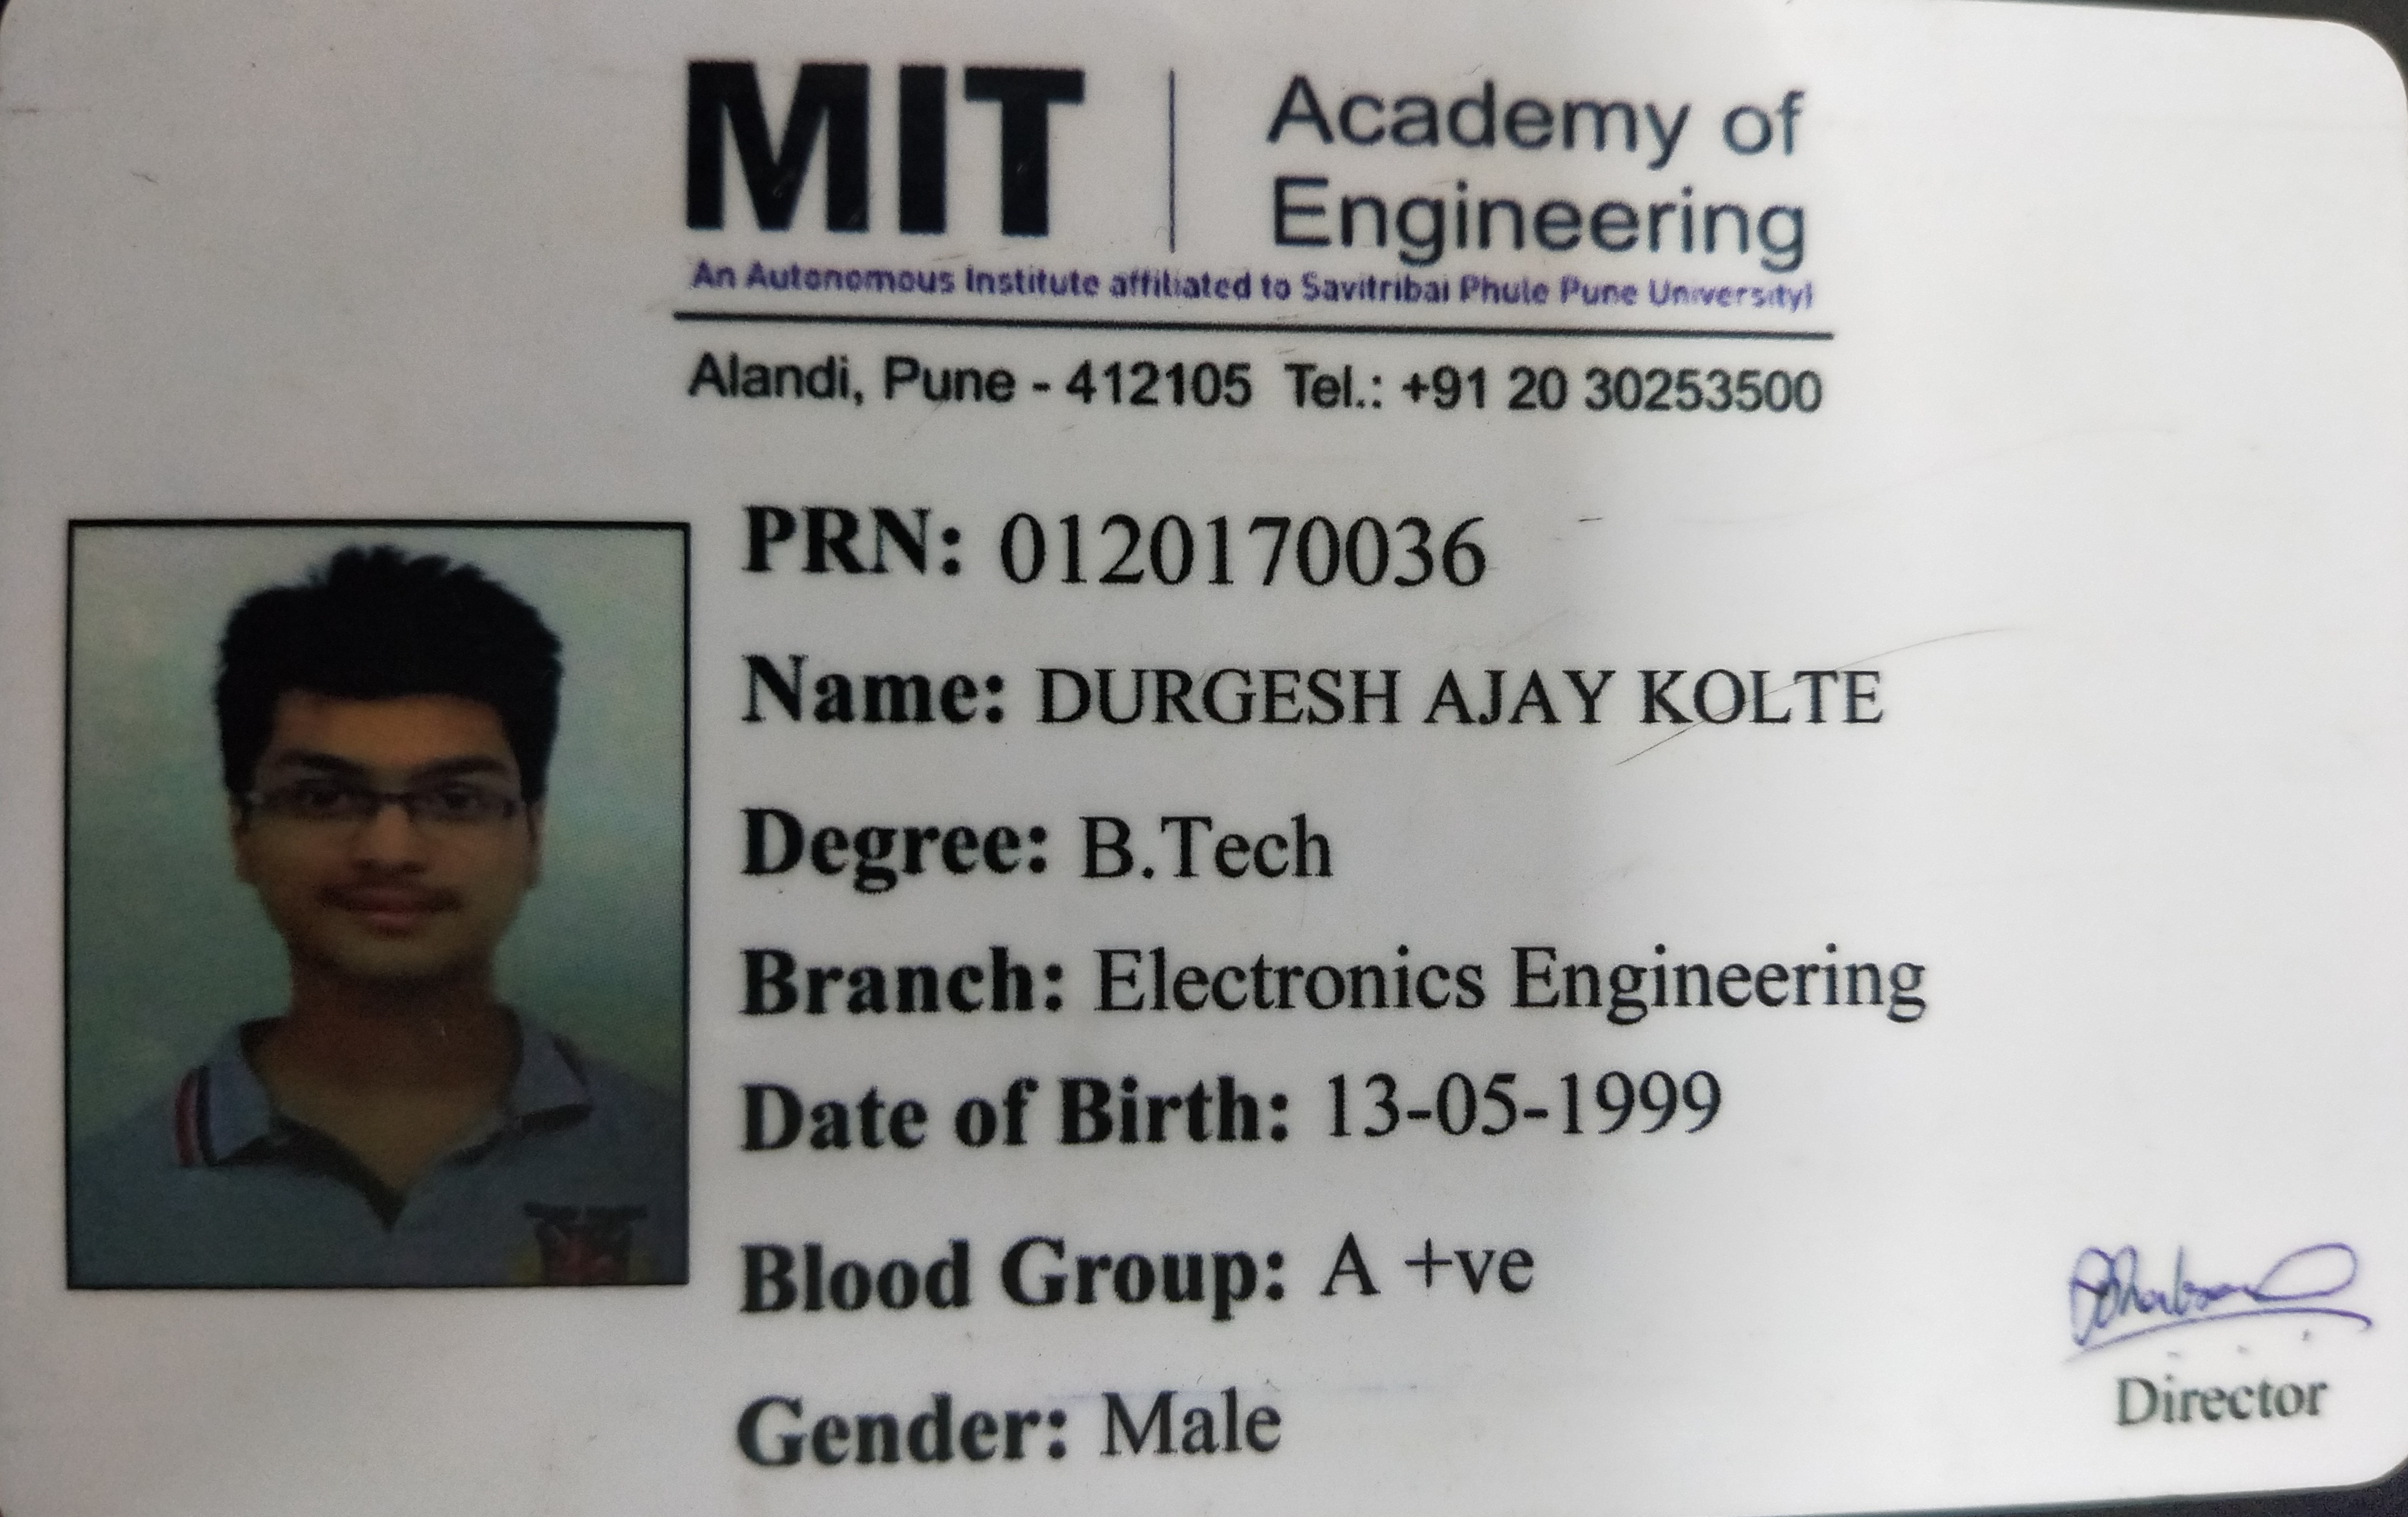 MIT
Academy of
Engineering
An Autonomous Institute affiliated to Savitribai Phule Pune University)
Alandi, Pune - 412105 Tel.: +91 20 30253500
PRN: 0120170036
Name: DURGESH AJAY KOLTE
Degree: B.Tech
Branch: Electronics Engineering
Date of Birth: 13-05-1999
Blood Group: A +ve
Gender: Male
Director